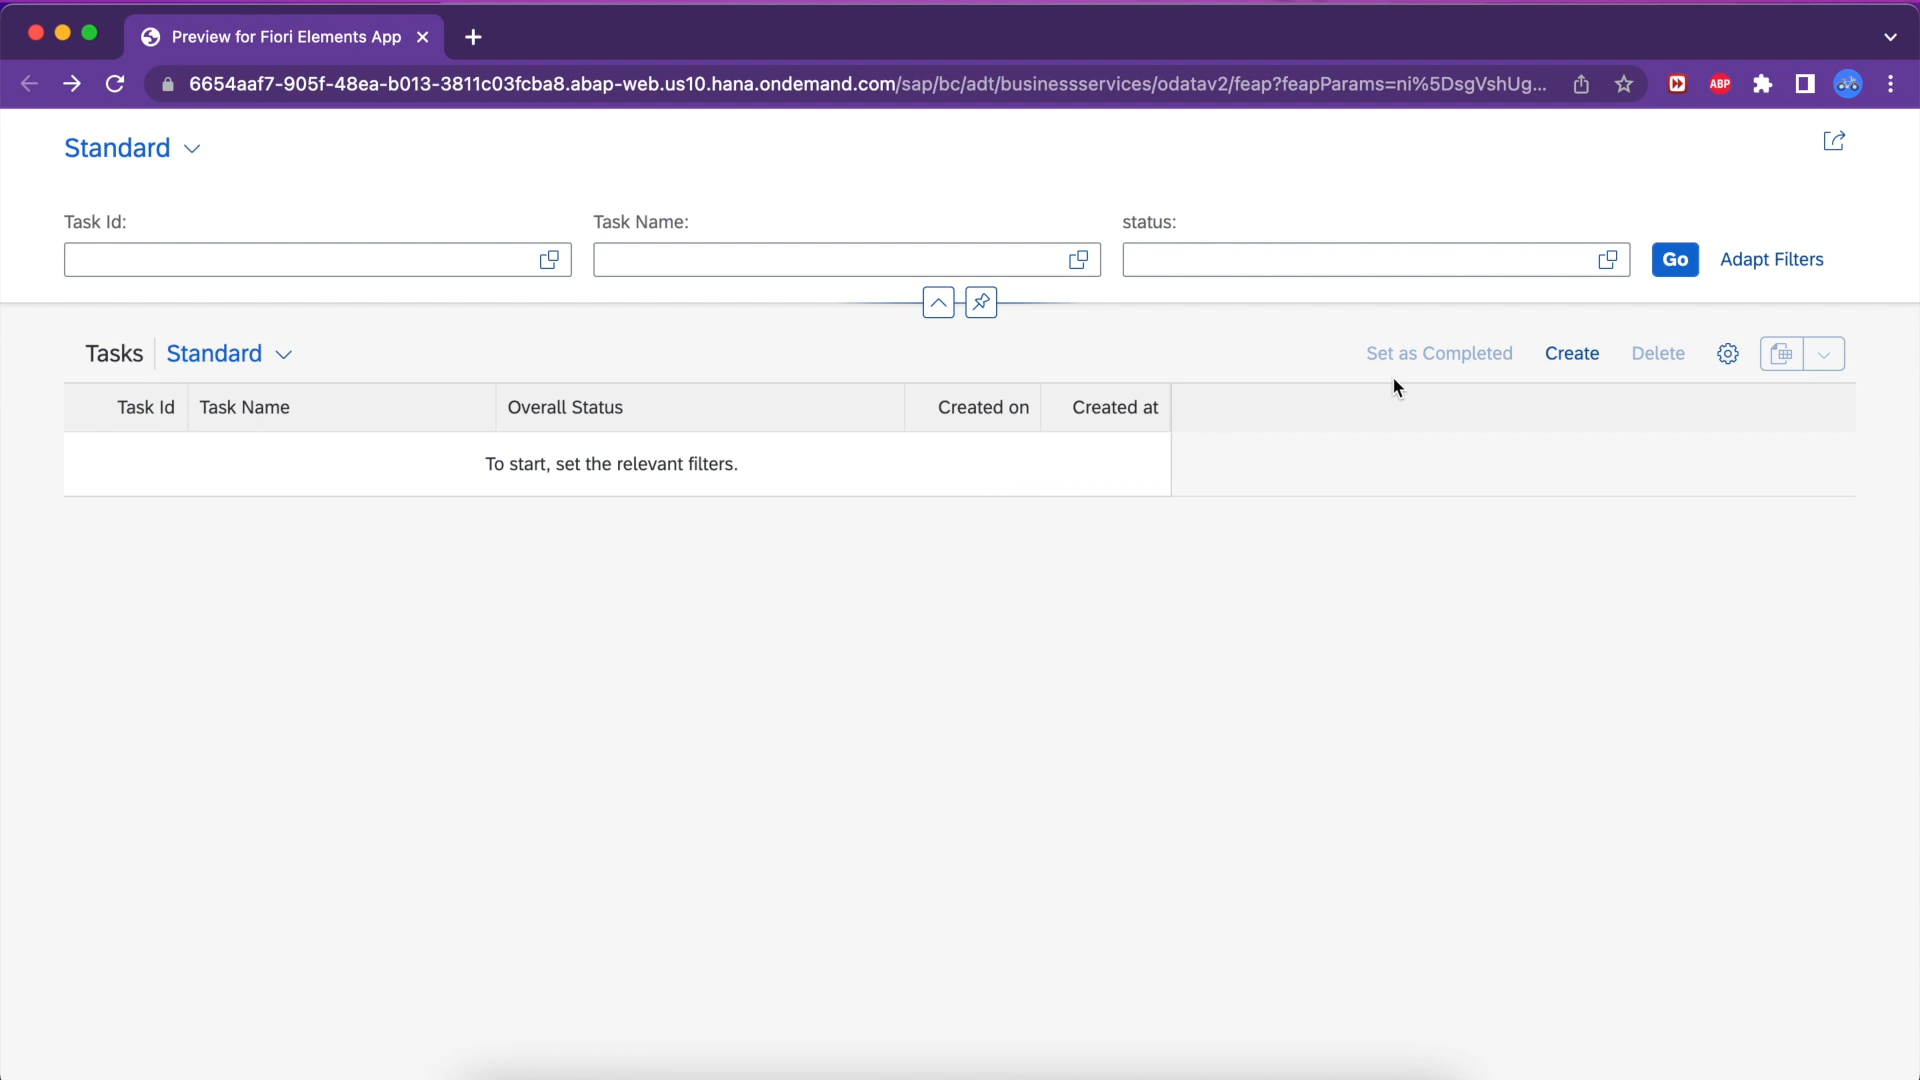 Preview for Fiori Elements App
6654aaf7-905f-48ea-b013-3811c03fcba8.abap-web.us10.hana.ondemand.com/sap/bc/adt/businessservices/odatav2/feap?feapParams=ni%5DsgVshUg...
ABP
Standard
Task Id: Task Name: status:
Go Adapt Filters
Tasks Standard Set as Completed Create Delete
Task Id Task Name Overall Status Created on Created at
To start, set the relevant filters.